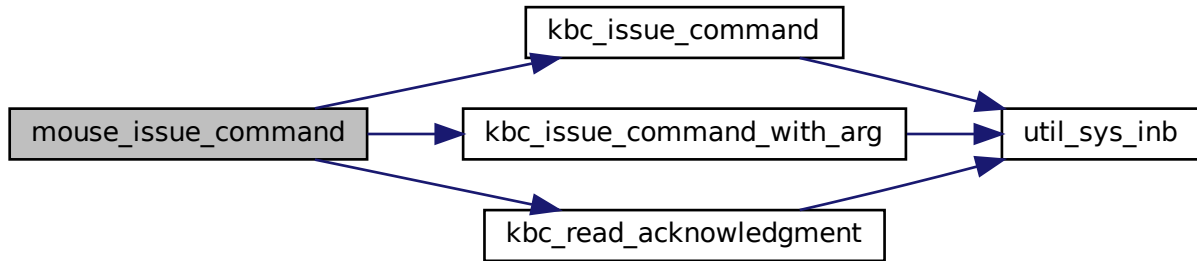 kbc_issue_command
mouse_issue_command
kbc_issue_command_with_arg
util_sys_inb
kbc_read_acknowledgment